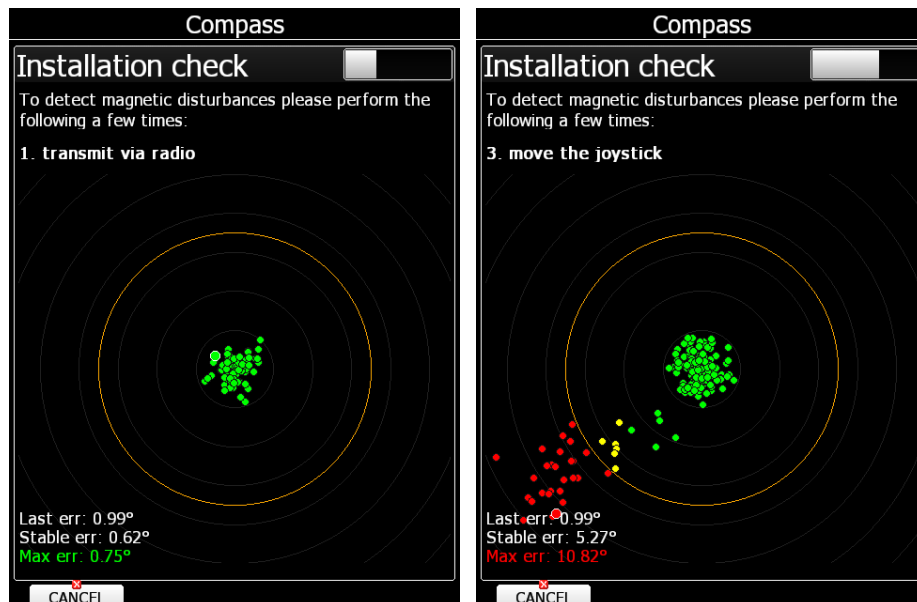 Compass
Installation check
To detect magnetic disturbances please perform the
following a few times:
1. transmit via radio
Last err: 0.99°
Stable err: 0.62°
Max err: 0.75°
CANCEL
Compass
Installation check
To detect magnetic disturbances please perform the
following a few times:
3. move the joystick
Last err: 0.99°
Stable err: 5.27°
Max err: 10.82°
CANCEL